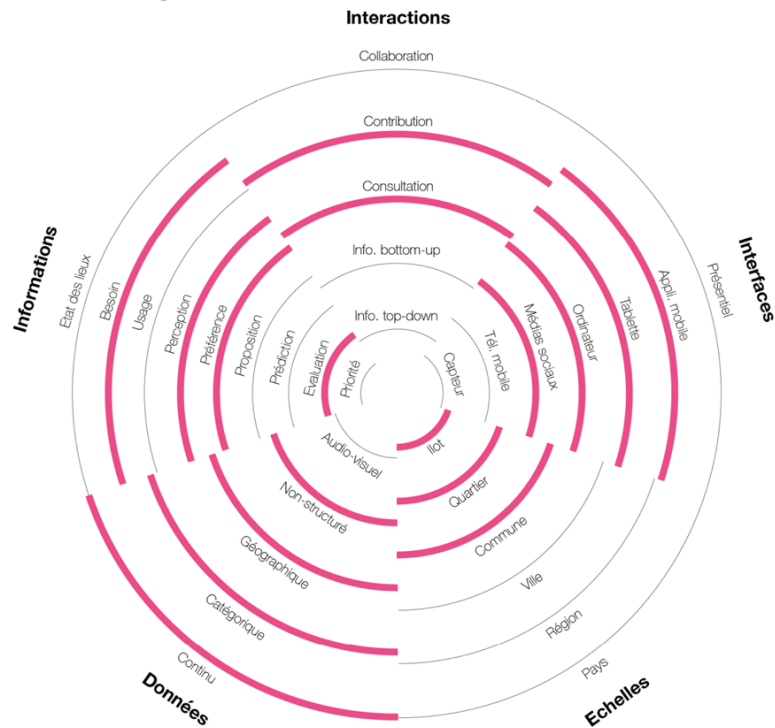 Interactions
Collaboration
Contribution
Consultation
Info. bottom-up
Info. top-down
Informations
Etat des lieux
Besoin
Usage
Perception
Préférence
Proposition
Prédiction
Evaluation
Priorité
Interfaces
Capteur
Tél. mobile
Médias sociaux
Ordinateur
Tablette
Appli. mobile
Présentiel
Données
Audio-visuel
Non-structuré
Géographique
Catégorique
Continu
Echelles
Ilot
Quartier
Commune
Ville
Région
Pays